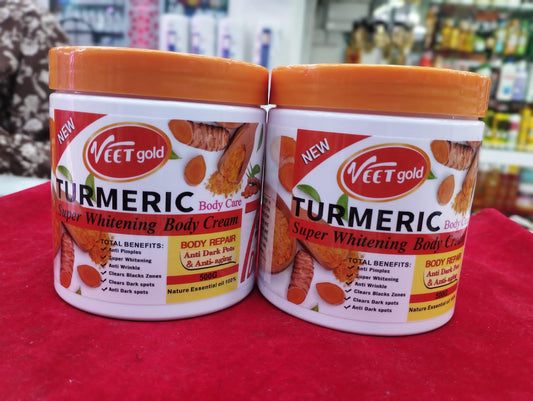 NEW
VEET gold
TURMERIC
Body Care
Super Whitening Body Cream
TOTAL BENEFITS:
Anti Pimples
Super Whitening
Anti Wrinkle
Clears Blacks Zones
Clears Dark spots
Anti Dark spots
BODY REPAIR
Anti Dark Pots
& Anti- aging
500G
Nature Essential oil 100%
NEW
VEET gold
TURMERIC
Body Care
Super Whitening Body Cream
TOTAL BENEFITS:
Anti Pimples
Super Whitening
Anti Wrinkle
Clears Blacks Zones
Clears Dark spots
Anti Dark spots
BODY REPAIR
Anti Dark Pots
& Anti- aging
500G
Nature Essential oil